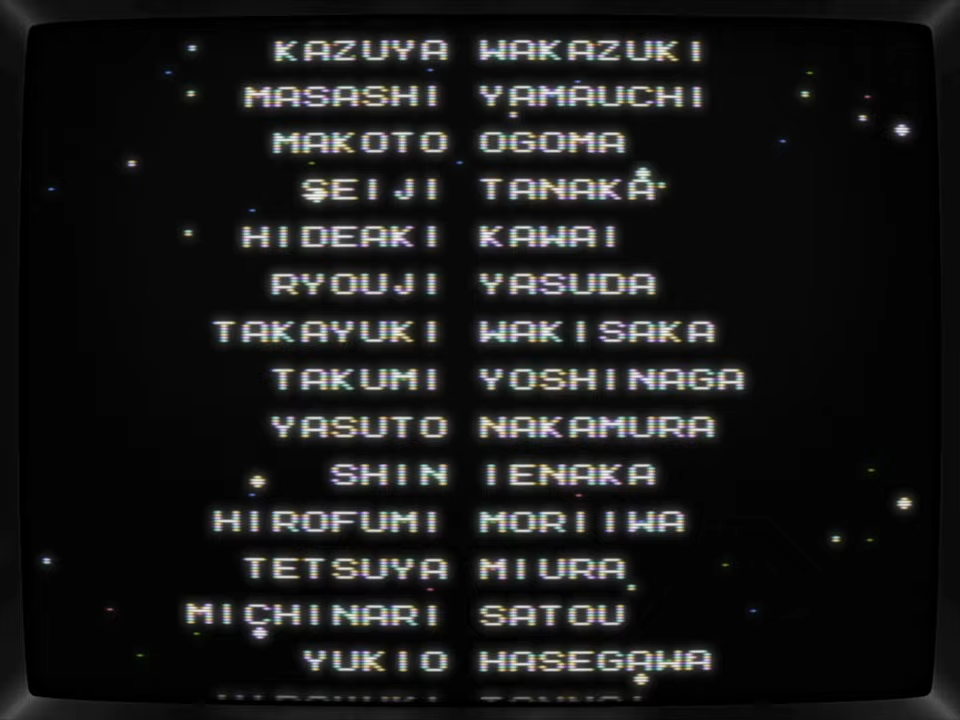 KAZUYA WAKAZUKI
MASASHI YAMAUCHI
MAKOTO OGOMA
SEIJI TANAKA
HIDEAKI KAWAI
RYOUJI YASUDA
TAKAYUKI WAKISAKA
TAKUMI YOSHINAGA
YASUTO NAKAMURA
SHIN IENAKA
HIROFUMI MORIIWA
TETSUYA MIURA
MICHINARI SATOU
YUKIO HASEGAWA